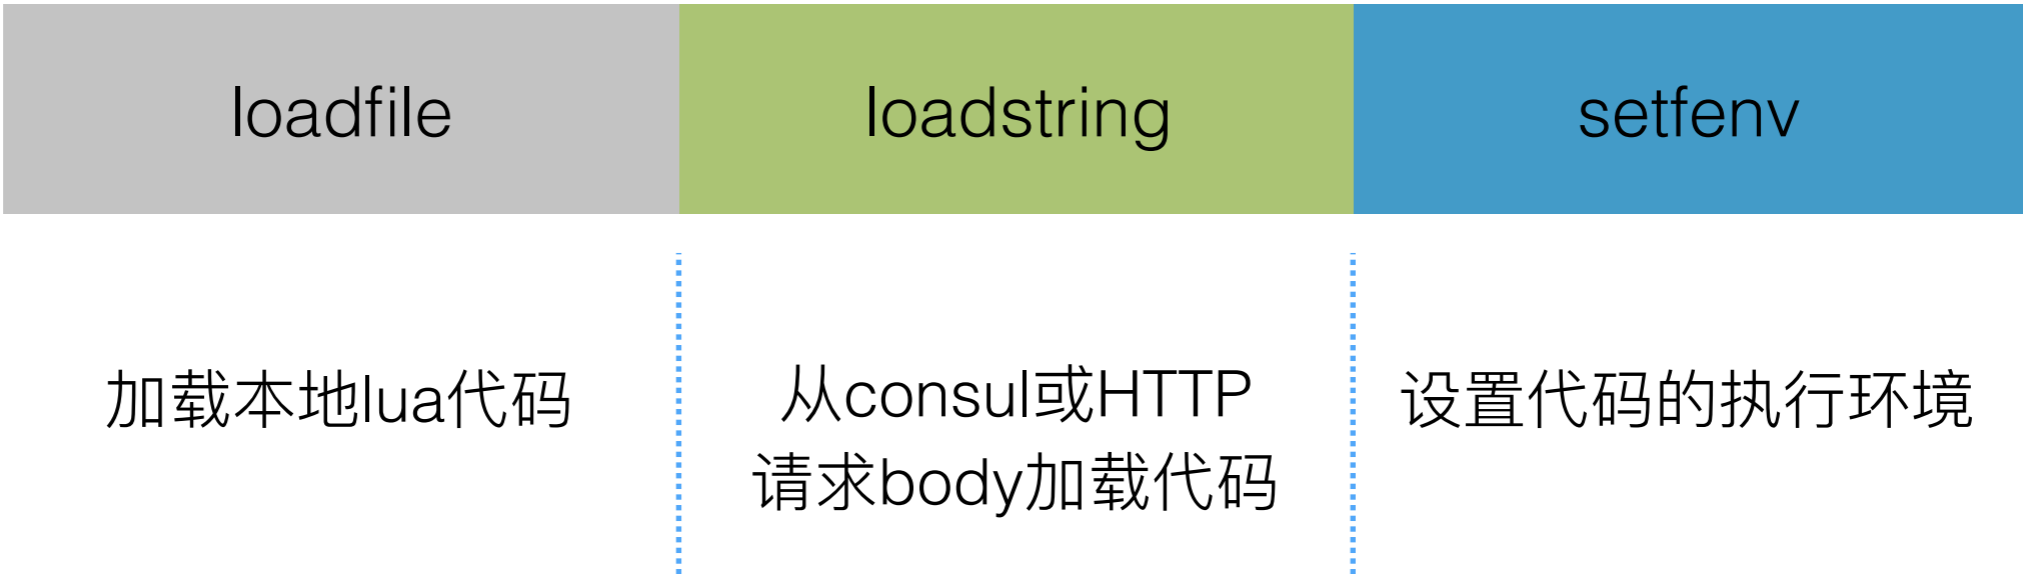 loadfile
loadstring
setfenv
加载本地lua代码
从consul或HTTP
请求body加载代码
设置代码的执行环境